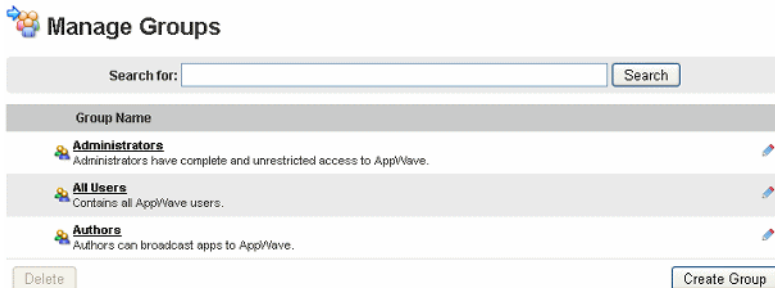 Manage Groups
Search for: Search
Group Name
Administrators
Administrators have complete and unrestricted access to AppWave.
All Users
Contains all AppWave users.
Authors
Authors can broadcast apps to AppWave.
Delete Create Group